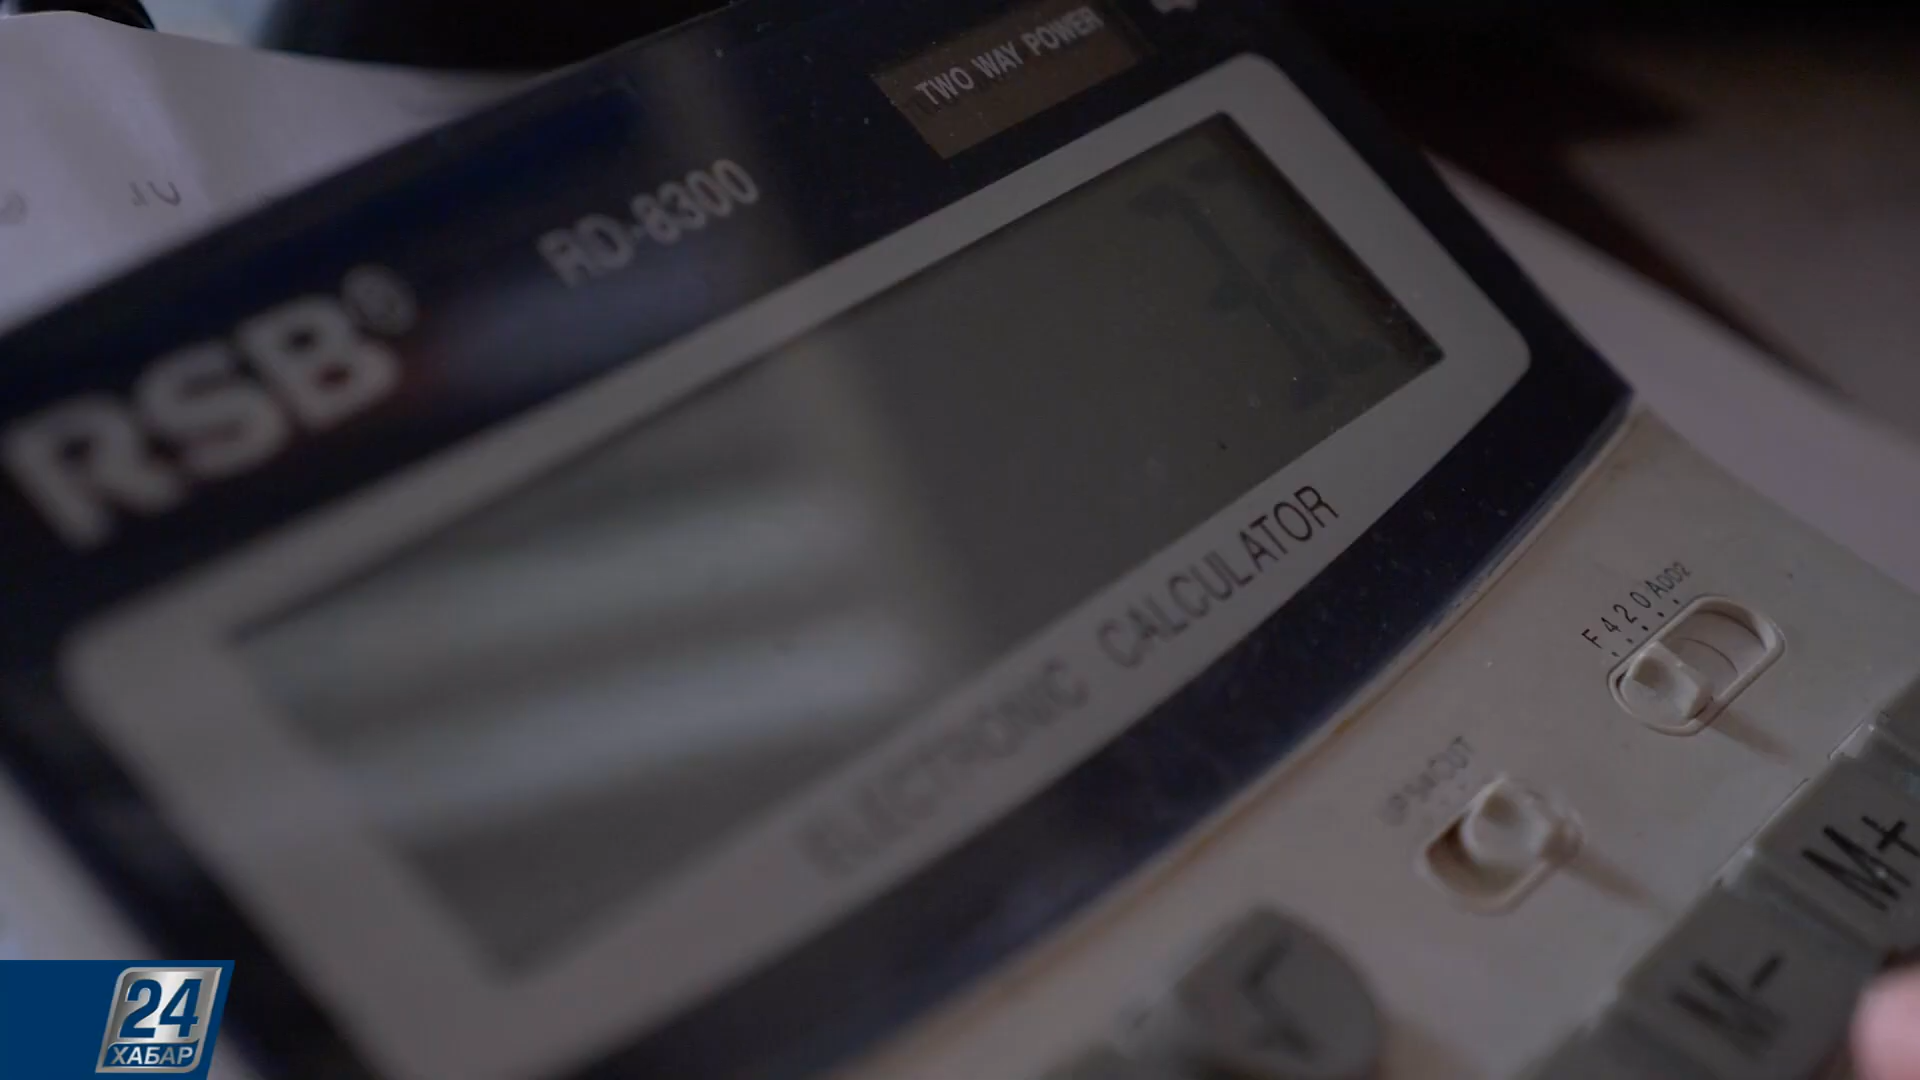 TWO WAY POWER
RD-8300
RSB®
ELECTRONIC CALCULATOR
F 4 2 0 ADD2
M+
M-
√
24
ХАБАР